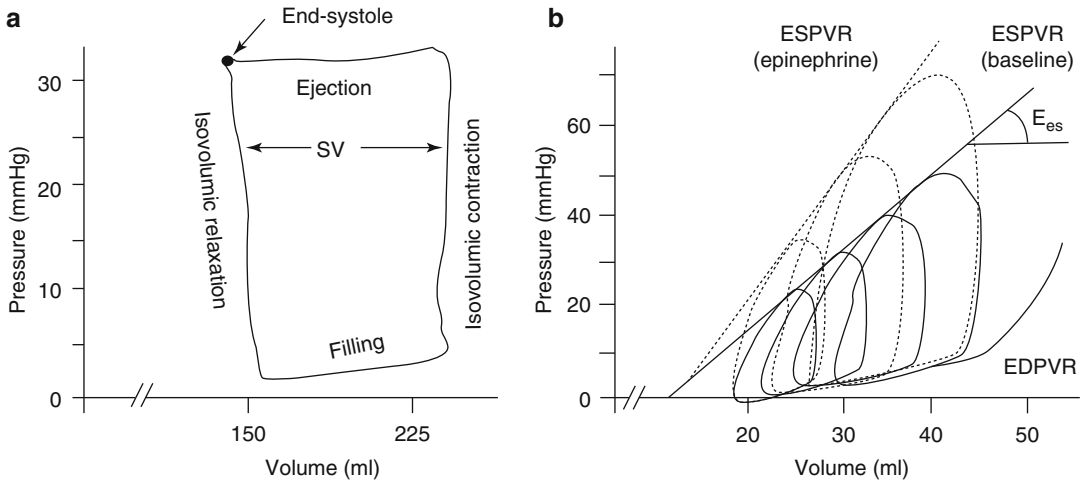 a
End-systole
30
20
10
0
Pressure (mmHg)
Ejection
Isovolumic relaxation
SV
Isovolumic contraction
Filling
150
225
Volume (ml)
b
ESPVR
(epinephrine)
ESPVR
(baseline)
Ees
60
40
20
0
Pressure (mmHg)
EDPVR
20
30
40
50
Volume (ml)